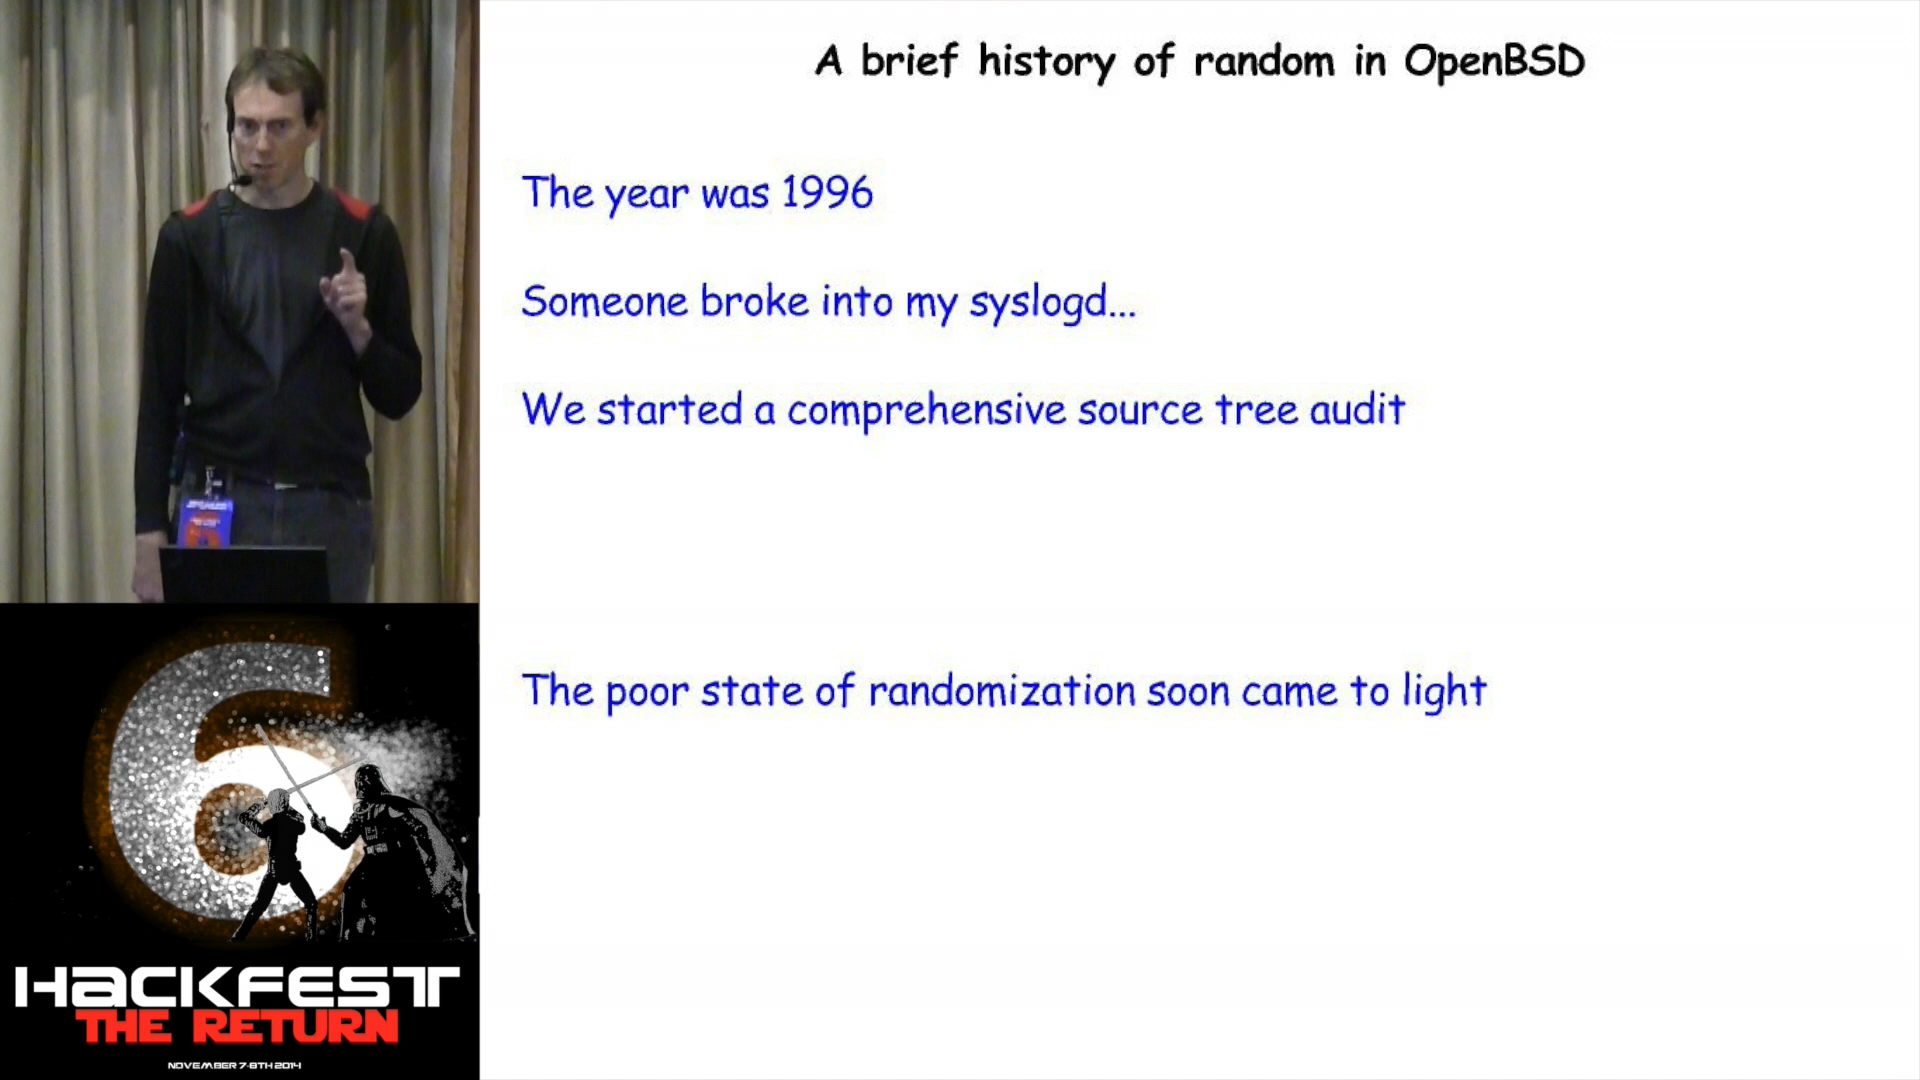 A brief history of random in OpenBSD
The year was 1996
Someone broke into my syslogd...
We started a comprehensive source tree audit
The poor state of randomization soon came to light
6
HACKFEST
THE RETURN
NOVEMBER 7-8TH 2014